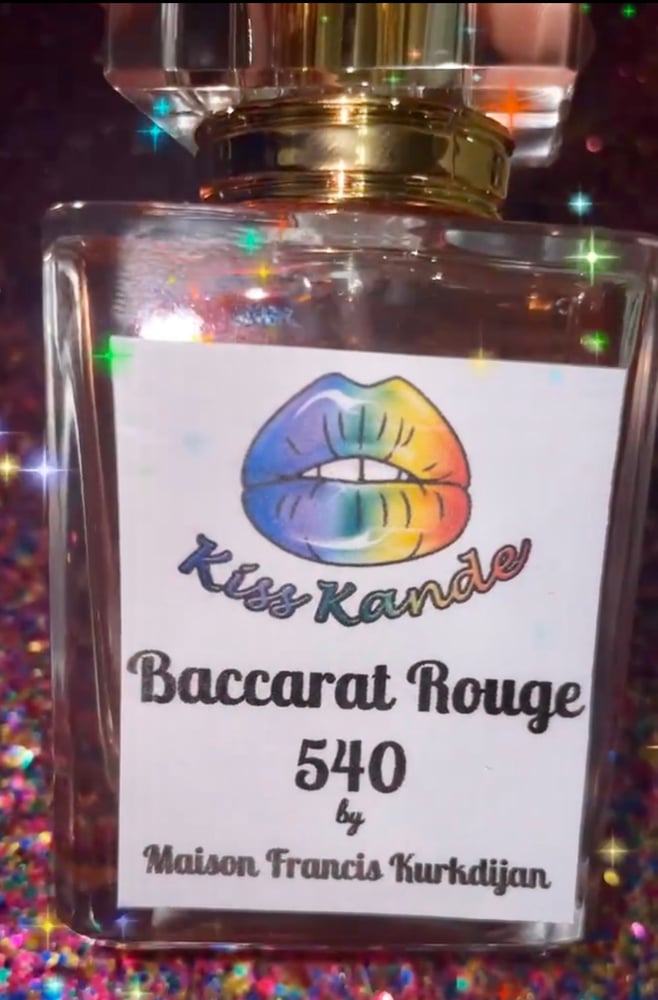 Kiss Kande
Baccarat Rouge
540
by
Maison Francis Kurkdijan